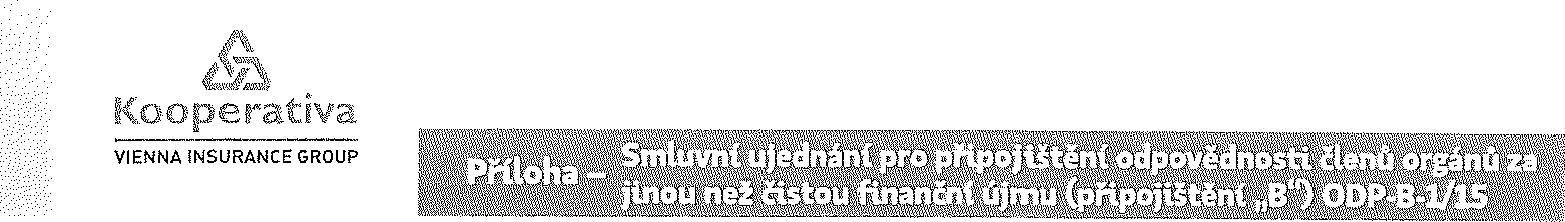 Kooperativa
VIENNA INSURANCE GROUP
Příloha – Smluvní ujednání pro připojištění odpovědnosti členů orgánů za
jinou než čistou finanční újmu (připojištění „B“) ODP-B-1/15